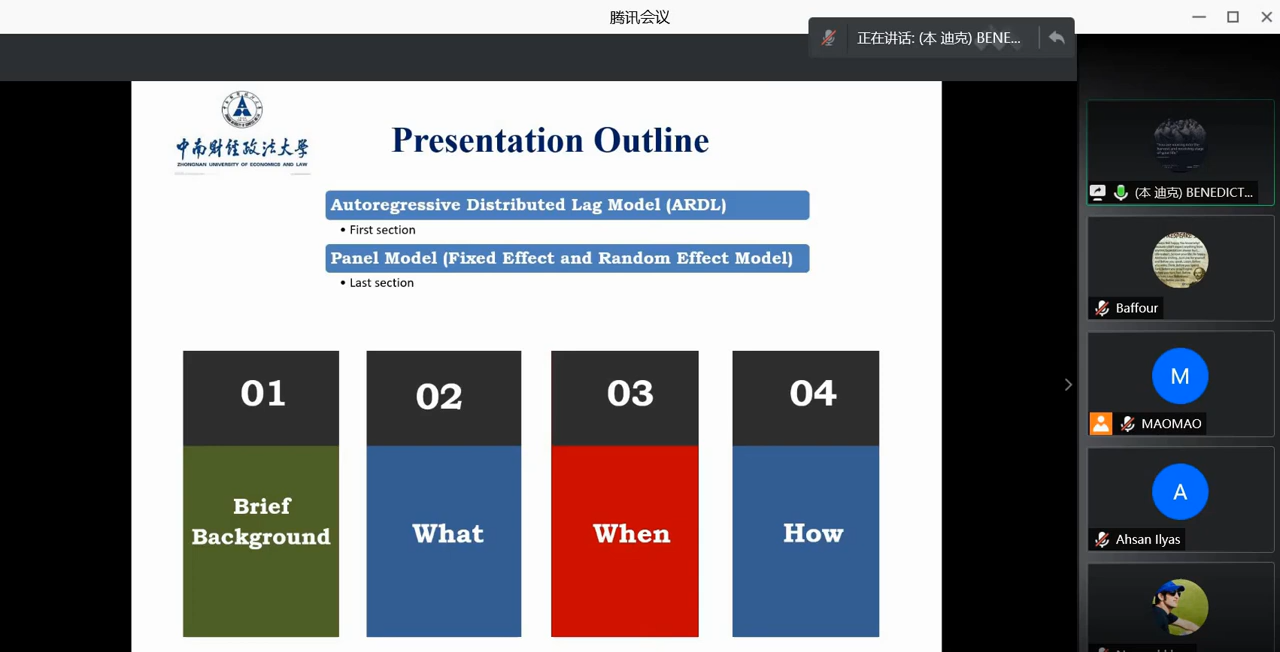 腾讯会议
正在讲话: (本 迪克) BENE...
中南财经政法大学
ZHONGNAN UNIVERSITY OF ECONOMICS AND LAW
Presentation Outline
Autoregressive Distributed Lag Model (ARDL)
• First section
Panel Model (Fixed Effect and Random Effect Model)
• Last section
01
Brief
Background
02
What
03
When
04
How
(本 迪克) BENEDICT...
Baffour
M
MAOMAO
A
Ahsan Ilyas